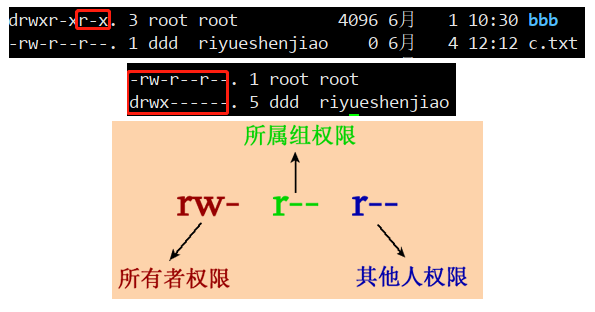 drwxr-xr-x. 3 root root 4096 6月 1 10:30 bbb
-rw-r--r--. 1 ddd riyueshenjiao 0 6月 4 12:12 c.txt
-rw-r--r--. 1 root root
drwx------. 5 ddd riyueshenjiao
所属组权限
rw- r-- r--
所有者权限 其他人权限